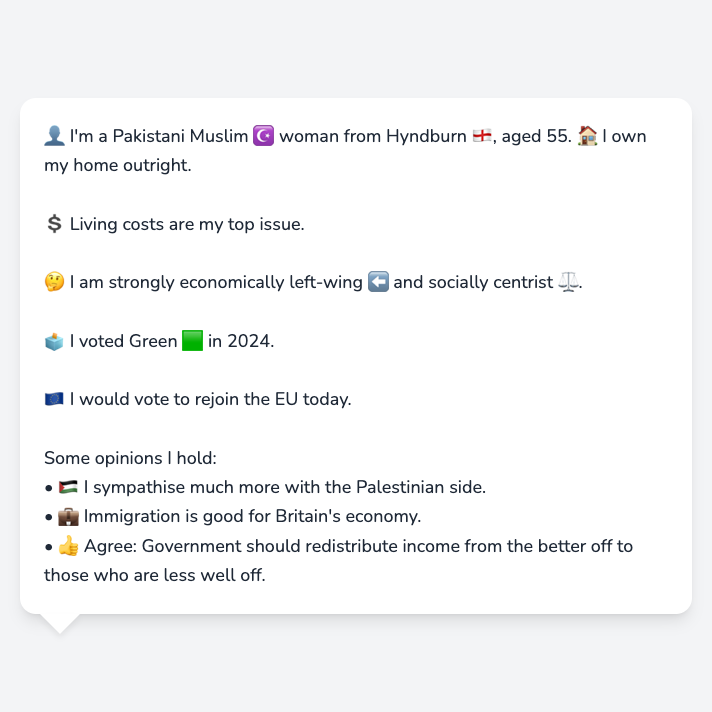 👤 I'm a Pakistani Muslim ☪️ woman from Hyndburn 🏴󠁧󠁢󠁥󠁮󠁧󠁿, aged 55. 🏠 I own
my home outright.
💲 Living costs are my top issue.
🤔 I am strongly economically left-wing ⬅️ and socially centrist ⚖️.
🗳️ I voted Green 🟩 in 2024.
🇪🇺 I would vote to rejoin the EU today.
Some opinions I hold:
• 🇵🇸 I sympathise much more with the Palestinian side.
• 💼 Immigration is good for Britain's economy.
• 👍 Agree: Government should redistribute income from the better off to
those who are less well off.